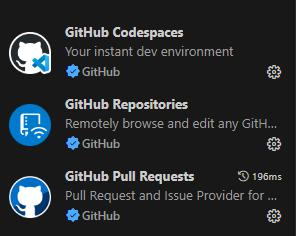 GitHub Codespaces
Your instant dev environment
GitHub
GitHub Repositories
Remotely browse and edit any GitH...
GitHub
GitHub Pull Requests 196ms
Pull Request and Issue Provider for ...
GitHub